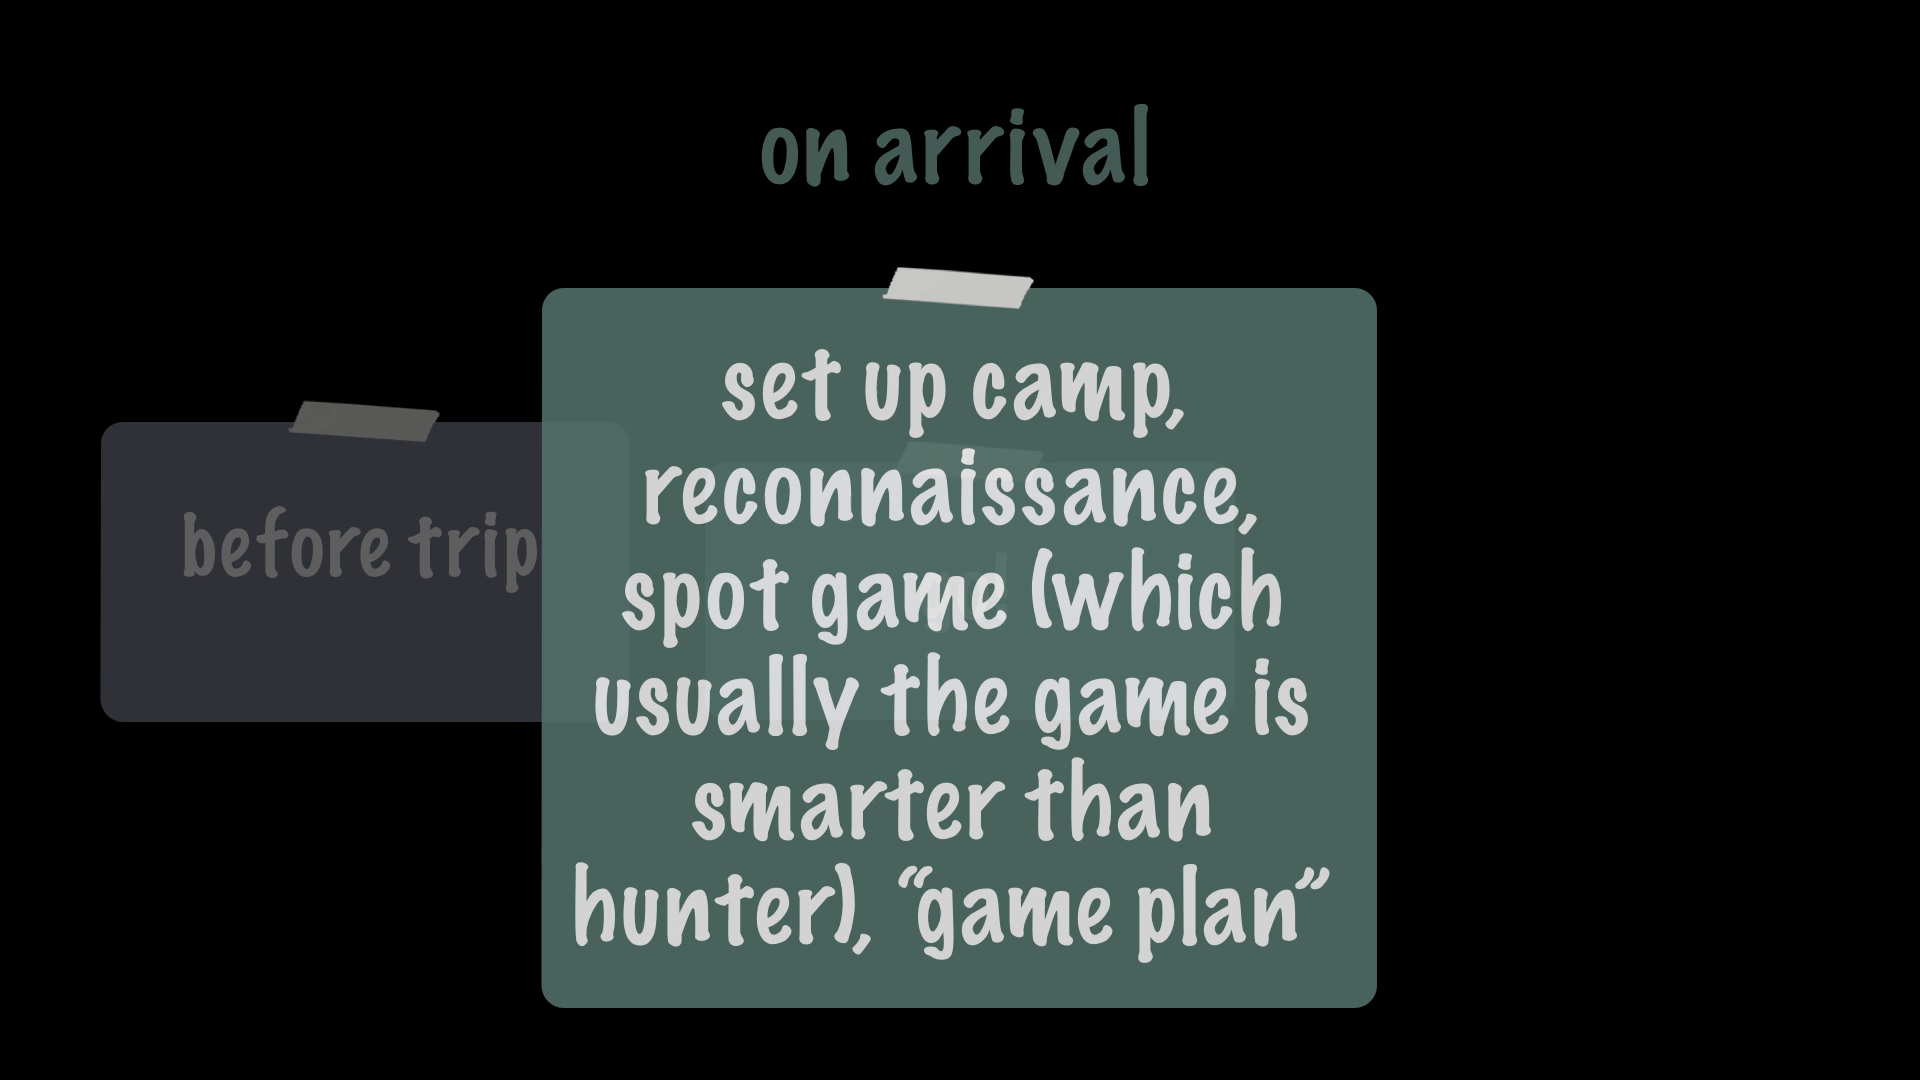 on arrival
before trip
set up camp,
reconnaissance,
spot game (which
usually the game is
smarter than
hunter), “game plan”